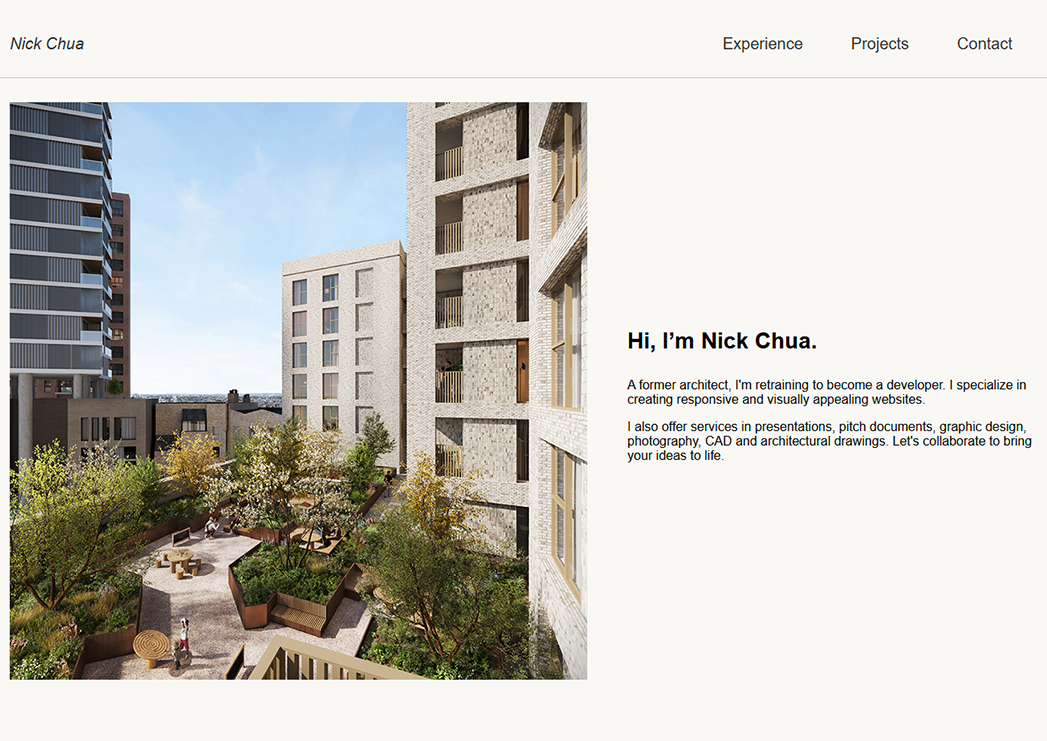 Nick Chua
Experience
Projects
Contact
Hi, I’m Nick Chua.
A former architect, I'm retraining to become a developer. I specialize in
creating responsive and visually appealing websites.
I also offer services in presentations, pitch documents, graphic design,
photography, CAD and architectural drawings. Let's collaborate to bring
your ideas to life.